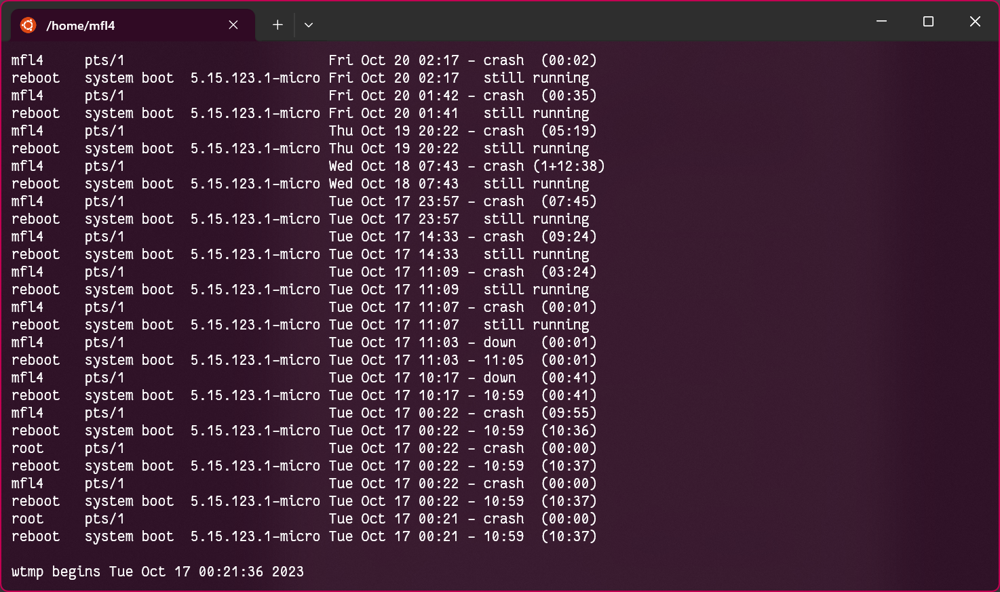 /home/mfl4
mfl4     pts/1                         Fri Oct 20 02:17 - crash  (00:02)
reboot   system boot  5.15.123.1-micro Fri Oct 20 02:17   still running
mfl4     pts/1                         Fri Oct 20 01:42 - crash  (00:35)
reboot   system boot  5.15.123.1-micro Fri Oct 20 01:41   still running
mfl4     pts/1                         Thu Oct 19 20:22 - crash  (05:19)
reboot   system boot  5.15.123.1-micro Thu Oct 19 20:22   still running
mfl4     pts/1                         Wed Oct 18 07:43 - crash (1+12:38)
reboot   system boot  5.15.123.1-micro Wed Oct 18 07:43   still running
mfl4     pts/1                         Tue Oct 17 23:57 - crash  (07:45)
reboot   system boot  5.15.123.1-micro Tue Oct 17 23:57   still running
mfl4     pts/1                         Tue Oct 17 14:33 - crash  (09:24)
reboot   system boot  5.15.123.1-micro Tue Oct 17 14:33   still running
mfl4     pts/1                         Tue Oct 17 11:09 - crash  (03:24)
reboot   system boot  5.15.123.1-micro Tue Oct 17 11:09   still running
mfl4     pts/1                         Tue Oct 17 11:07 - crash  (00:01)
reboot   system boot  5.15.123.1-micro Tue Oct 17 11:07   still running
mfl4     pts/1                         Tue Oct 17 11:03 - down   (00:01)
reboot   system boot  5.15.123.1-micro Tue Oct 17 11:03 - 11:05  (00:01)
mfl4     pts/1                         Tue Oct 17 10:17 - down   (00:41)
reboot   system boot  5.15.123.1-micro Tue Oct 17 10:17 - 10:59  (00:41)
mfl4     pts/1                         Tue Oct 17 00:22 - crash  (09:55)
reboot   system boot  5.15.123.1-micro Tue Oct 17 00:22 - 10:59  (10:36)
root     pts/1                         Tue Oct 17 00:22 - crash  (00:00)
reboot   system boot  5.15.123.1-micro Tue Oct 17 00:22 - 10:59  (10:37)
mfl4     pts/1                         Tue Oct 17 00:22 - crash  (00:00)
reboot   system boot  5.15.123.1-micro Tue Oct 17 00:22 - 10:59  (10:37)
root     pts/1                         Tue Oct 17 00:21 - crash  (00:00)
reboot   system boot  5.15.123.1-micro Tue Oct 17 00:21 - 10:59  (10:37)
wtmp begins Tue Oct 17 00:21:36 2023